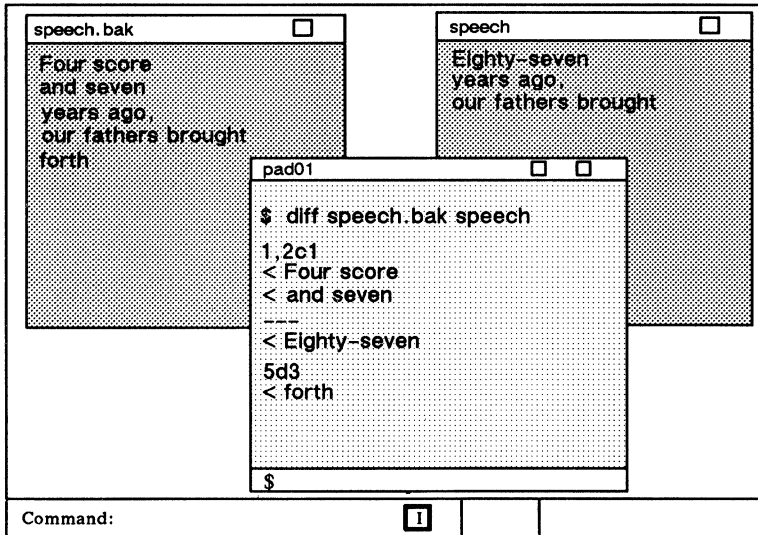 speech.bak
Four score
and seven
years ago,
our fathers brought
forth
speech
Eighty-seven
years ago,
our fathers brought
pad01
$ diff speech.bak speech
1,2c1
< Four score
< and seven
---
< Eighty-seven
5d3
< forth
$
Command:
I